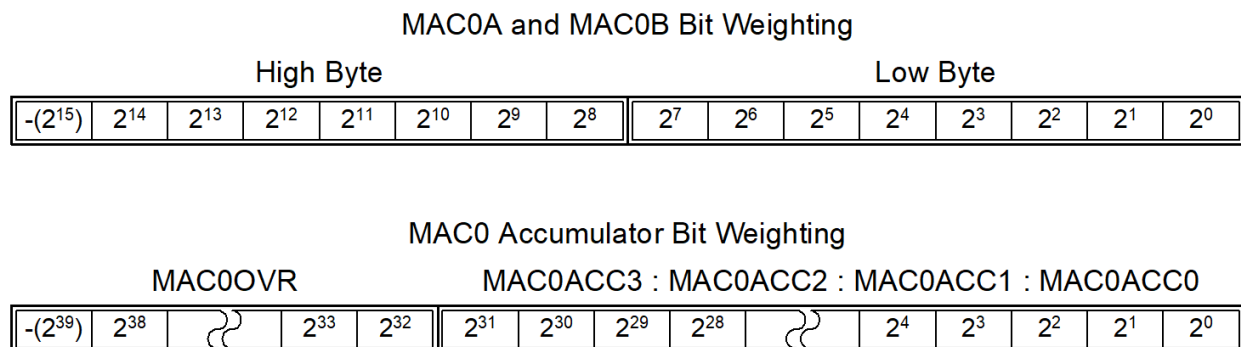 MAC0A and MAC0B Bit Weighting
High Byte Low Byte
-(2¹⁵) 2¹⁴ 2¹³ 2¹² 2¹¹ 2¹⁰ 2⁹ 2⁸ 2⁷ 2⁶ 2⁵ 2⁴ 2³ 2² 2¹ 2⁰
MAC0 Accumulator Bit Weighting
MAC0OVR MAC0ACC3 : MAC0ACC2 : MAC0ACC1 : MAC0ACC0
-(2³⁹) 2³⁸ 2³³ 2³² 2³¹ 2³⁰ 2²⁹ 2²⁸ 2⁴ 2³ 2² 2¹ 2⁰